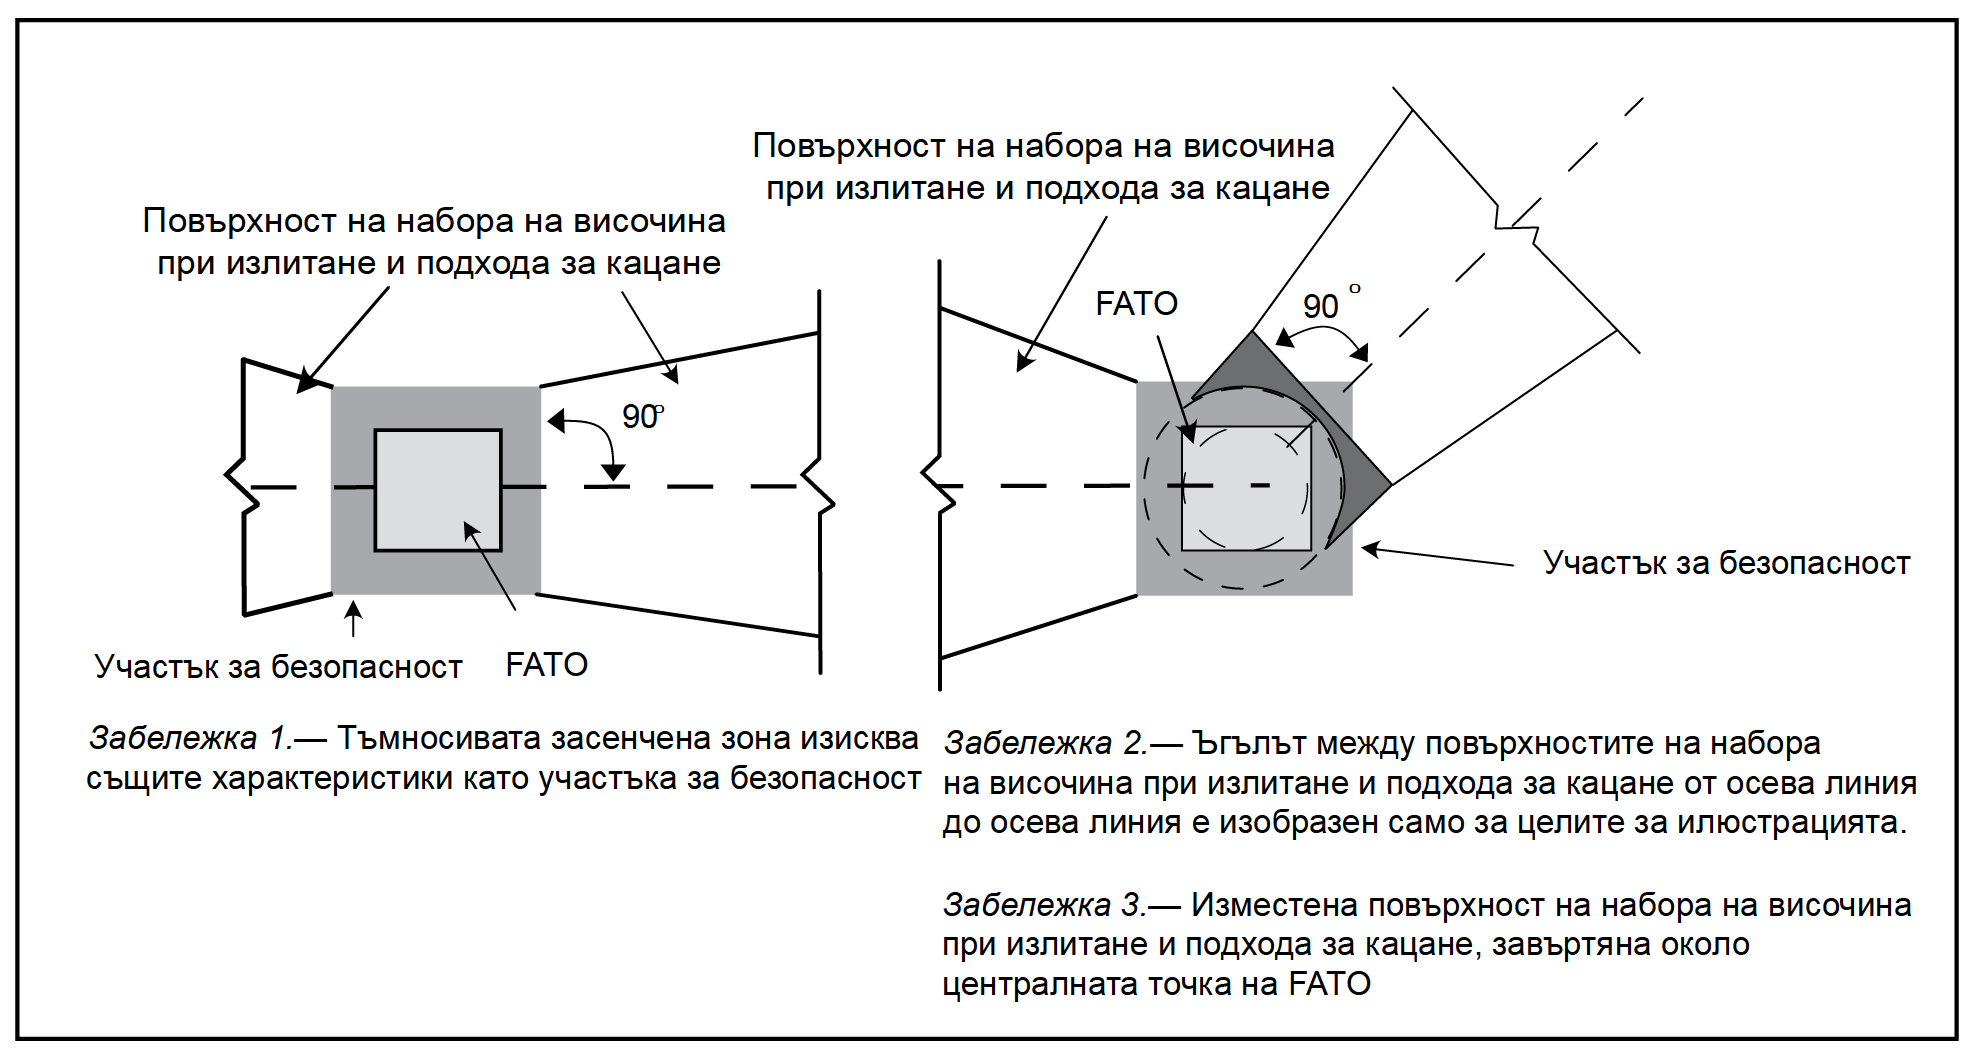 Повърхност на набора на височина
при излитане и подхода за кацане
90°
Участък за безопасност
FATO
Повърхност на набора на височина
при излитане и подхода за кацане
FATO
90 °
Участък за безопасност
Забележка 1.— Тъмносивата засенчена зона изисква
същите характеристики като участъка за безопасност
Забележка 2.— Ъгълът между повърхностите на набора
на височина при излитане и подхода за кацане от осева линия
до осева линия е изобразен само за целите за илюстрацията.
Забележка 3.— Изместена повърхност на набора на височина
при излитане и подхода за кацане, завъртяна около
централната точка на FATO